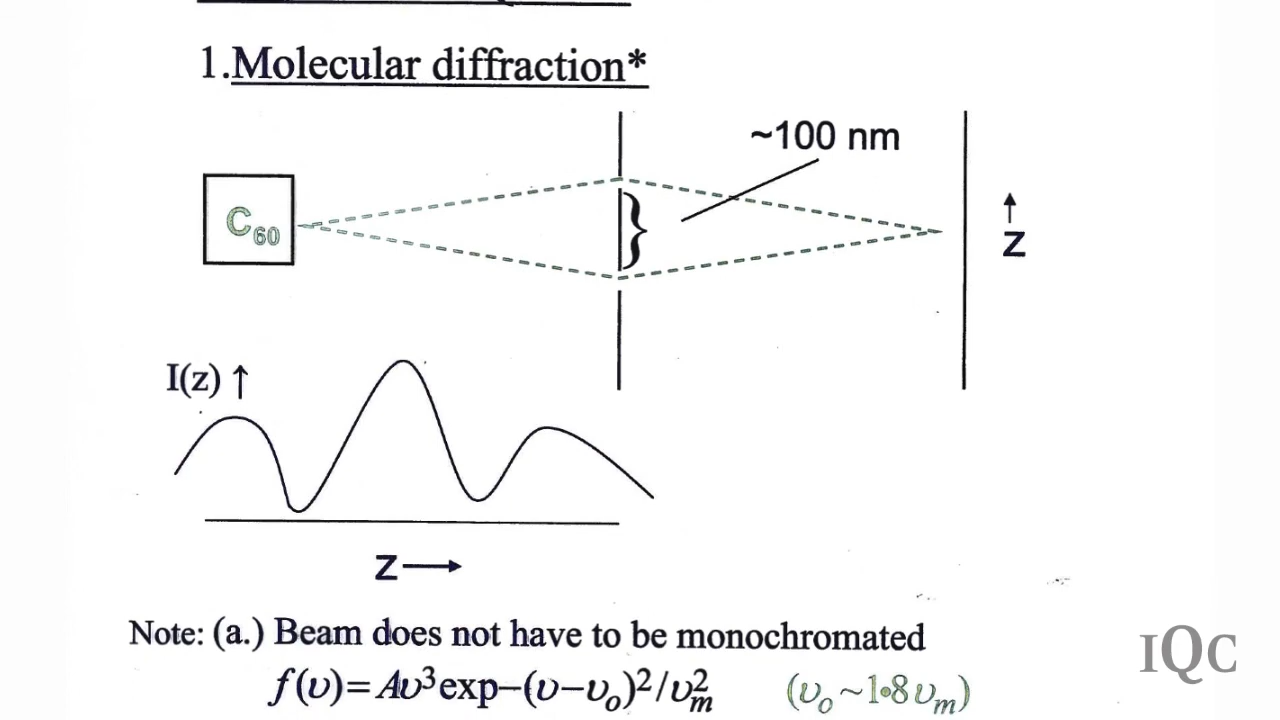 1.Molecular diffraction*
~100 nm
C₆₀
}
↑
Z
I(z) ↑
Z→
Note: (a.) Beam does not have to be monochromated
f(υ)=Aυ³exp−(υ−υₒ)²/υₘ² (υₒ~1•8υₘ)
IQC